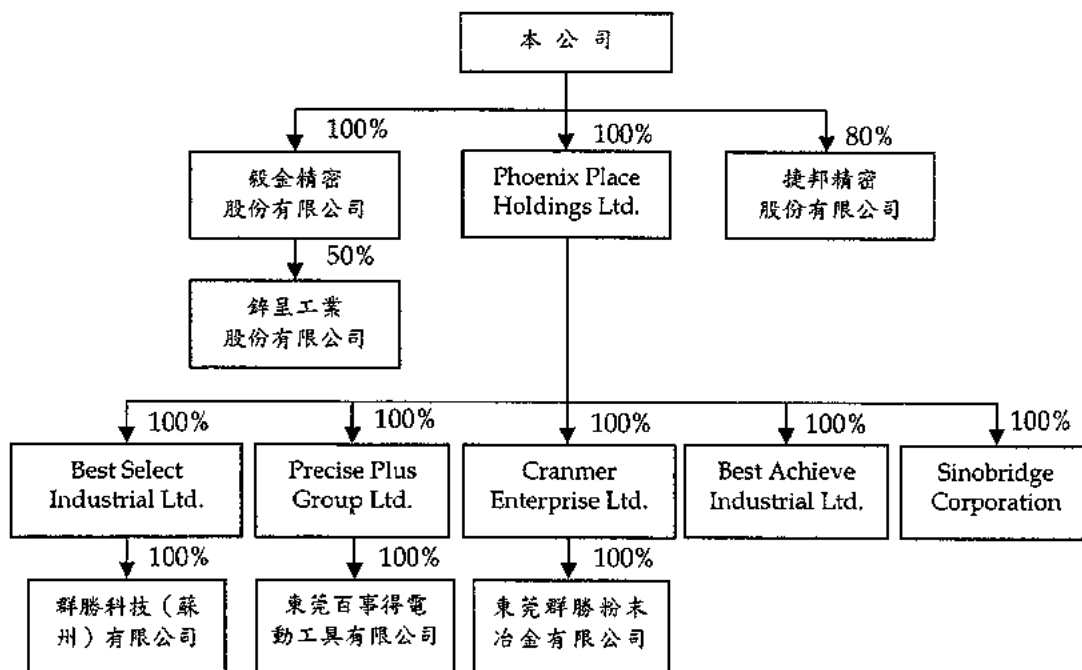 本公司
100%
100%
80%
毅金精密
股份有限公司
Phoenix Place
Holdings Ltd.
捷邦精密
股份有限公司
50%
鋅呈工業
股份有限公司
100%
100%
100%
100%
100%
Best Select
Industrial Ltd.
Precise Plus
Group Ltd.
Cranmer
Enterprise Ltd.
Best Achieve
Industrial Ltd.
Sinobridge
Corporation
100%
100%
100%
群勝科技（蘇
州）有限公司
東莞百事得電
動工具有限公司
東莞群勝粉末
冶金有限公司